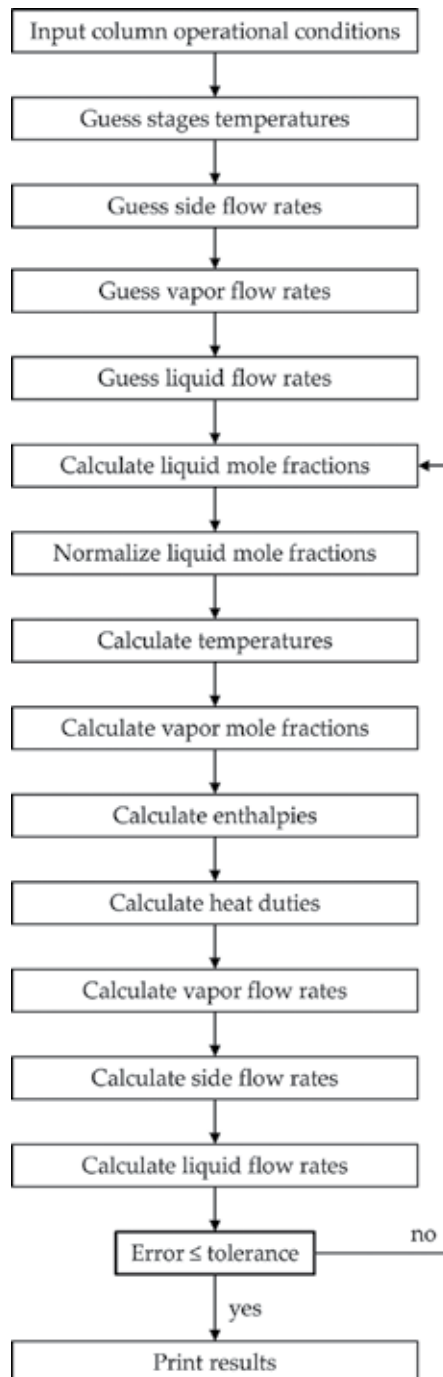 Input column operational conditions
Guess stages temperatures
Guess side flow rates
Guess vapor flow rates
Guess liquid flow rates
Calculate liquid mole fractions
Normalize liquid mole fractions
Calculate temperatures
Calculate vapor mole fractions
Calculate enthalpies
Calculate heat duties
Calculate vapor flow rates
Calculate side flow rates
Calculate liquid flow rates
Error ≤ tolerance
no
yes
Print results